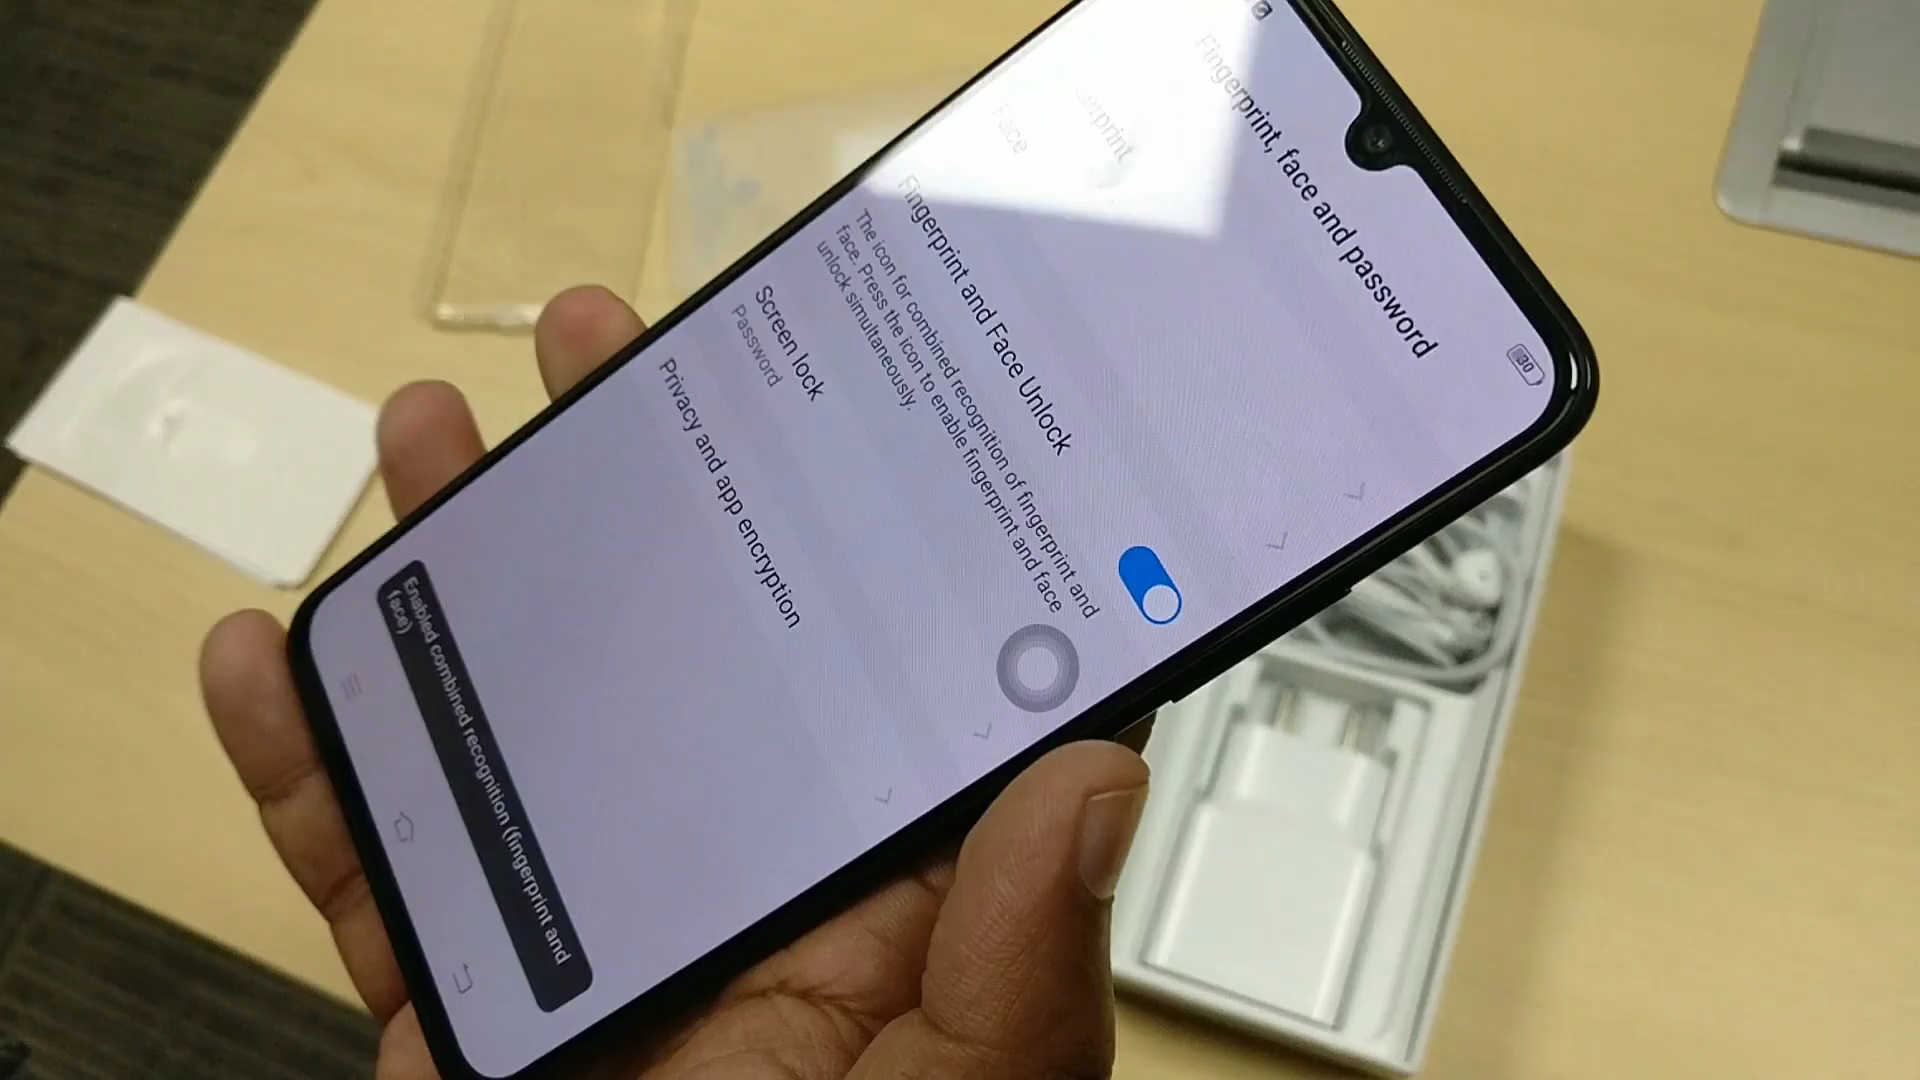 30
Fingerprint, face and password
Face
Fingerprint and Face Unlock
The icon for combined recognition of fingerprint and
face. Press the icon to enable fingerprint and face
unlock simultaneously.
Screen lock
Password
Privacy and app encryption
Enabled combined recognition (fingerprint and
face)